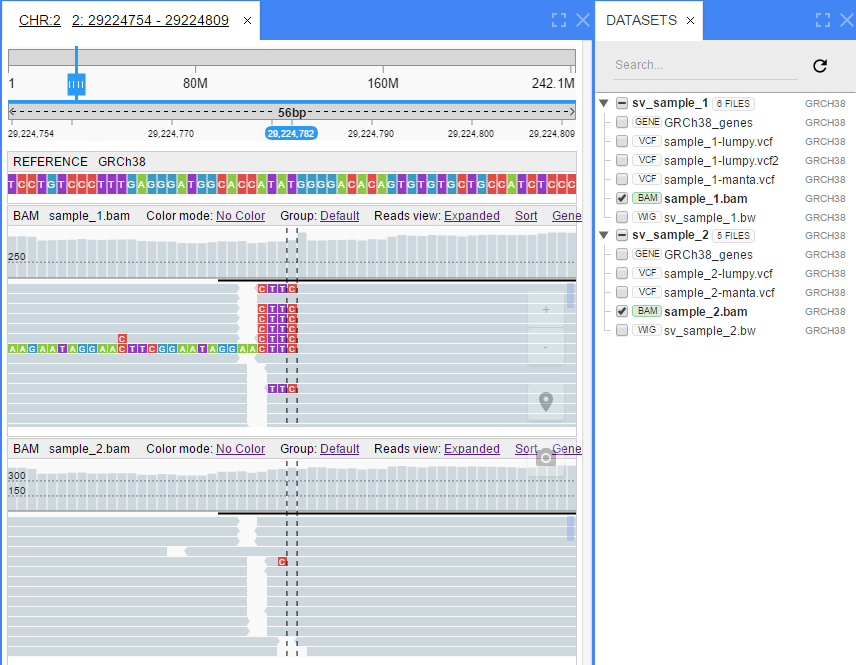 CHR:2 2: 29224754 - 29224809 ×
1 80M 160M 242.1M
56bp
29,224,754 29,224,770 29,224,782 29,224,790 29,224,800 29,224,809
REFERENCE GRCh38
TCCTGTCCCTTTGAGGGATGGCACCATATGGGGACACAGTGTGTGCTGCCATCTCCC
BAM sample_1.bam Color mode: No Color Group: Default Reads view: Expanded Sort Gene
250
CTTC
CTTC
CTTC
CTTC
C CTTC
AAGAATAGGAACTTCGGAATAGGAACTTC
TTC
+
-
BAM sample_2.bam Color mode: No Color Group: Default Reads view: Expanded Sort Gene
300
150
C
DATASETS ×
Search...
sv_sample_1 6 FILES GRCH38
GENE GRCh38_genes GRCH38
VCF sample_1-lumpy.vcf GRCH38
VCF sample_1-lumpy.vcf2 GRCH38
VCF sample_1-manta.vcf GRCH38
BAM sample_1.bam GRCH38
WIG sv_sample_1.bw GRCH38
sv_sample_2 5 FILES GRCH38
GENE GRCh38_genes GRCH38
VCF sample_2-lumpy.vcf GRCH38
VCF sample_2-manta.vcf GRCH38
BAM sample_2.bam GRCH38
WIG sv_sample_2.bw GRCH38